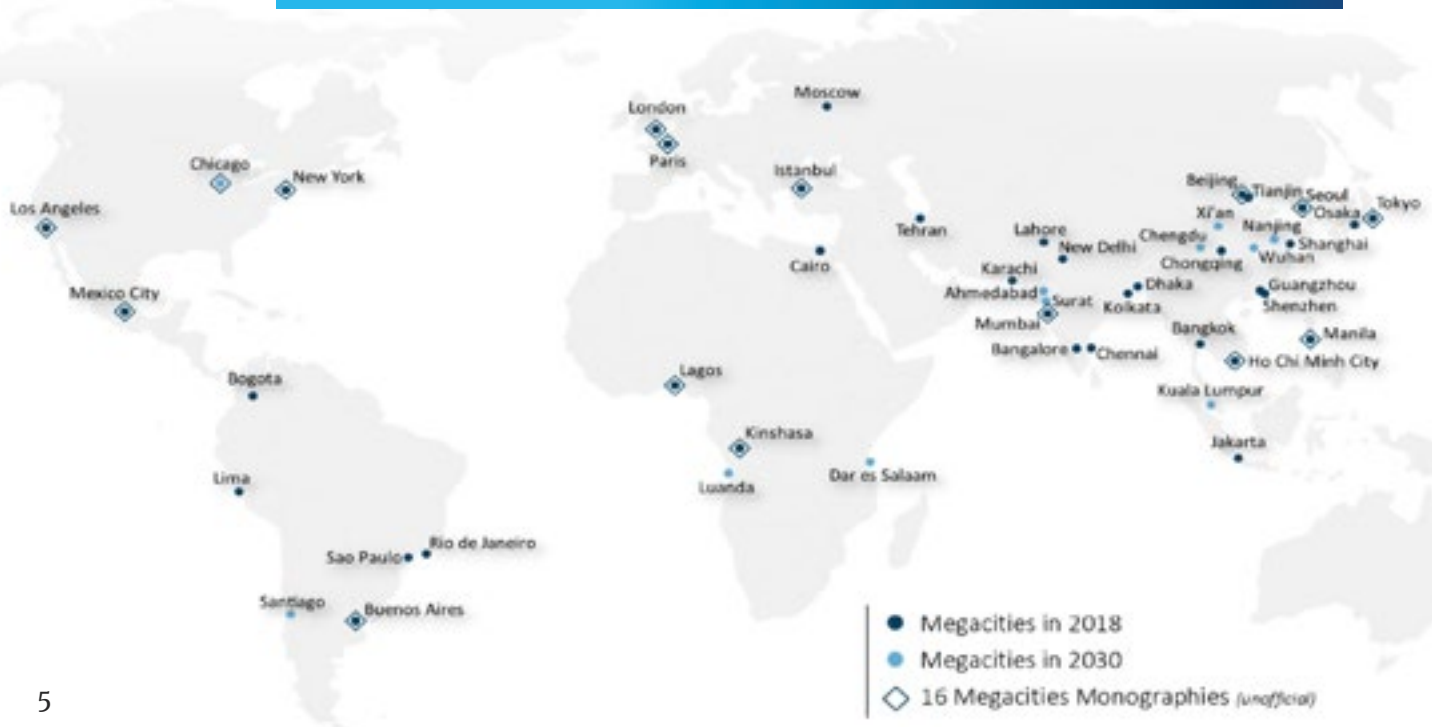 Moscow
London
Paris
Chicago
New York
Istanbul
Los Angeles
Beijing
Tianjin
Seoul
Tokyo
Osaka
Xi'an
Nanjing
Tehran
Lahore
New Delhi
Chengdu
Shanghai
Wuhan
Chongqing
Cairo
Karachi
Mexico City
Ahmedabad
Surat
Dhaka
Kolkata
Guangzhou
Shenzhen
Mumbai
Bangkok
Manila
Bangalore
Chennai
Ho Chi Minh City
Lagos
Bogota
Kuala Lumpur
Kinshasa
Jakarta
Lima
Luanda
Dar es Salaam
Rio de Janeiro
Sao Paulo
Santiago
Buenos Aires
Megacities in 2018
Megacities in 2030
16 Megacities Monographies (unofficial)
5